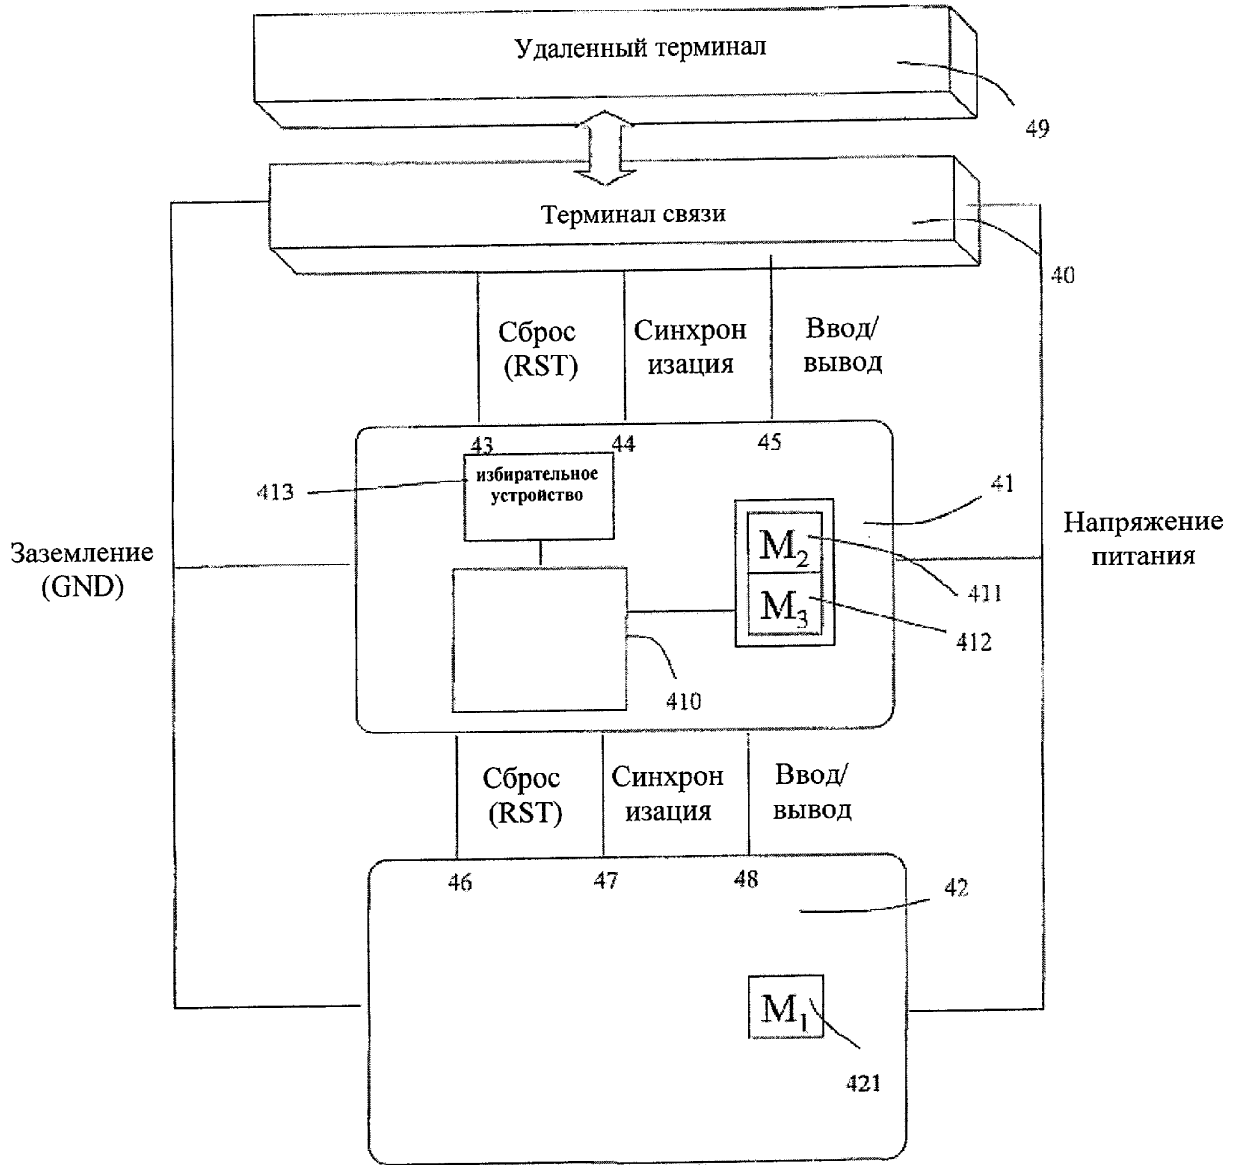 Удаленный терминал
49
Терминал связи
40
Сброс
(RST)
Синхрон
изация
Ввод/
вывод
43
44
45
избирательное
устройство
413
41
M2
M3
411
412
410
Заземление
(GND)
Напряжение
питания
Сброс
(RST)
Синхрон
изация
Ввод/
вывод
46
47
48
42
M1
421